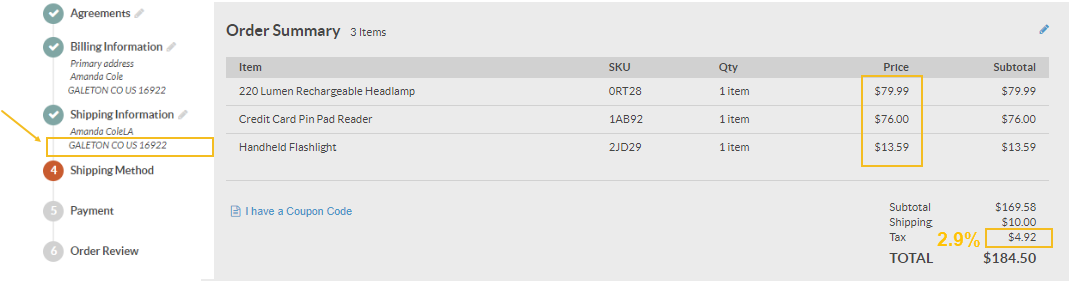 Agreements
Billing Information
Primary address
Amanda Cole
GALETON CO US 16922
Shipping Information
Amanda ColeLA
GALETON CO US 16922
4 Shipping Method
5 Payment
6 Order Review
Order Summary 3 Items
Item SKU Qty Price Subtotal
220 Lumen Rechargeable Headlamp 0RT28 1 item $79.99 $79.99
Credit Card Pin Pad Reader 1AB92 1 item $76.00 $76.00
Handheld Flashlight 2JD29 1 item $13.59 $13.59
I have a Coupon Code
Subtotal $169.58
Shipping $10.00
Tax 2.9% $4.92
TOTAL $184.50